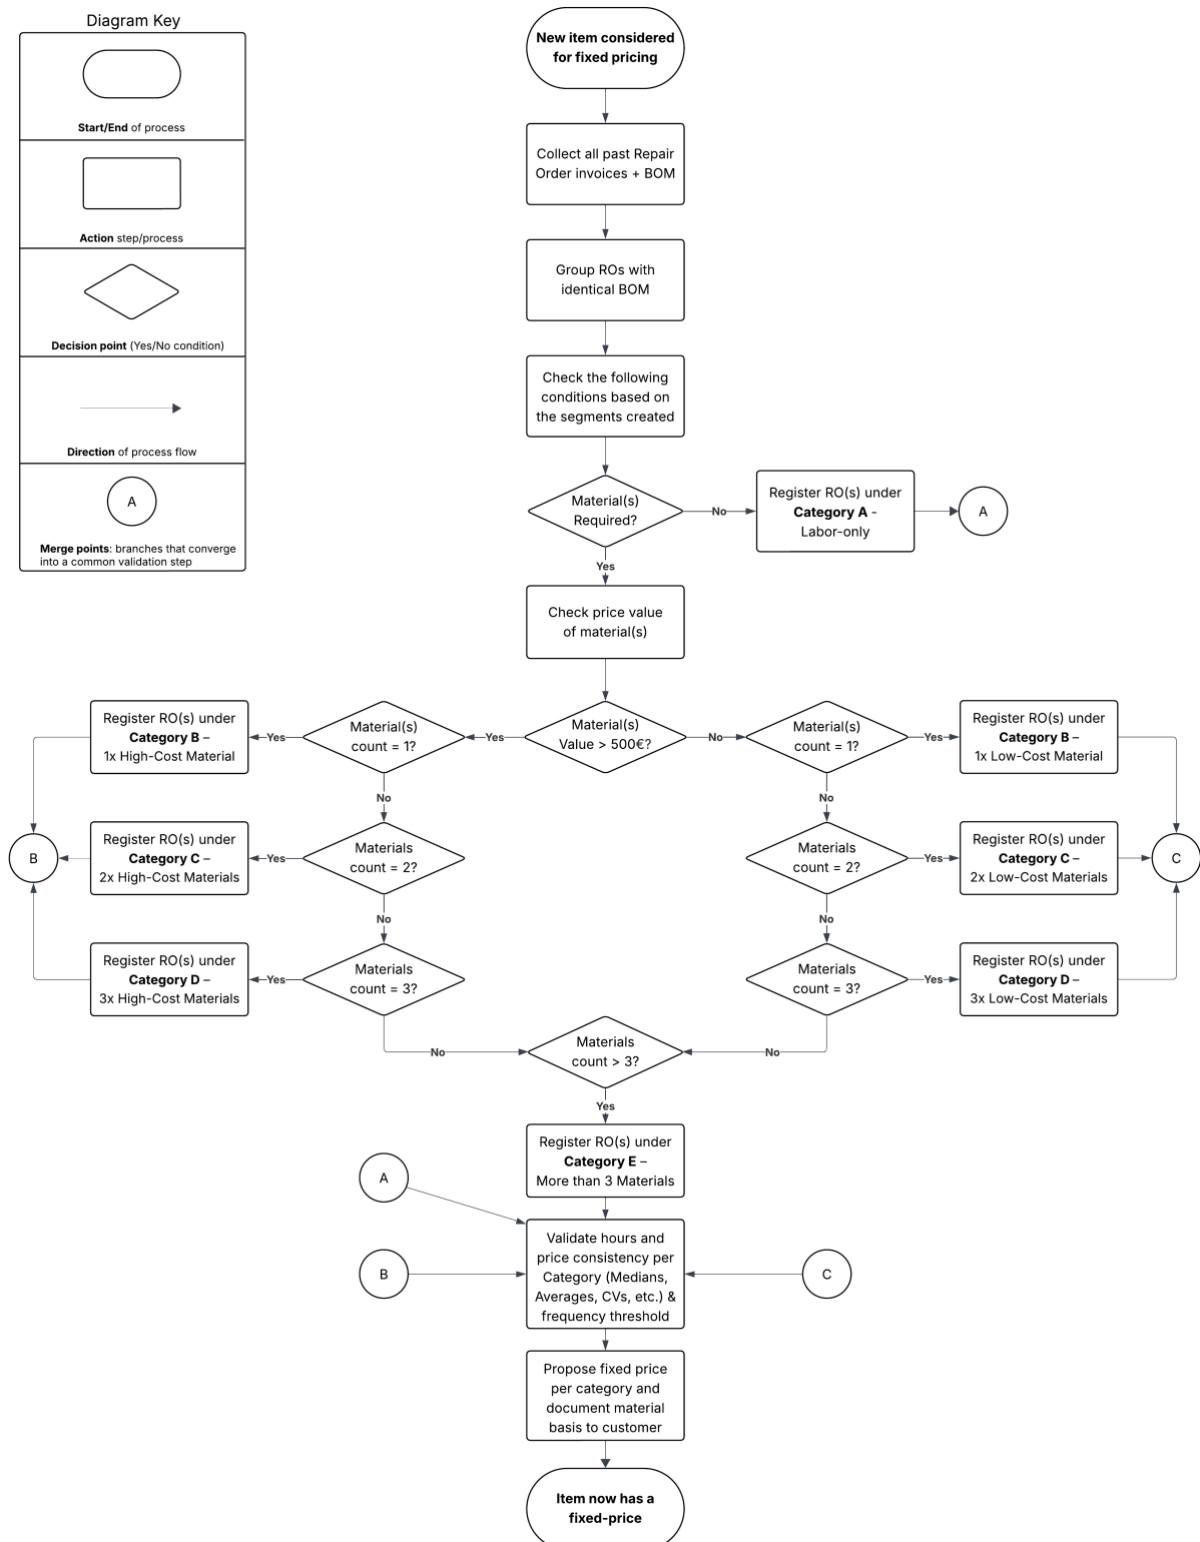 Diagram Key
Start/End of process
Action step/process
Decision point (Yes/No condition)
Direction of process flow
A
Merge points: branches that converge
into a common validation step
New item considered
for fixed pricing
Collect all past Repair
Order invoices + BOM
Group ROs with
identical BOM
Check the following
conditions based on
the segments created
Material(s)
Required?
No
Register RO(s) under
Category A -
Labor-only
A
Yes
Check price value
of material(s)
Material(s)
Value > 500€?
Yes
Material(s)
count = 1?
Yes
Register RO(s) under
Category B –
1x High-Cost Material
No
Materials
count = 2?
Yes
Register RO(s) under
Category C –
2x High-Cost Materials
B
No
Materials
count = 3?
Yes
Register RO(s) under
Category D –
3x High-Cost Materials
No
No
Material(s)
count = 1?
Yes
Register RO(s) under
Category B –
1x Low-Cost Material
No
Materials
count = 2?
Yes
Register RO(s) under
Category C –
2x Low-Cost Materials
C
No
Materials
count = 3?
Yes
Register RO(s) under
Category D –
3x Low-Cost Materials
No
Materials
count > 3?
Yes
Register RO(s) under
Category E –
More than 3 Materials
A
B
C
Validate hours and
price consistency per
Category (Medians,
Averages, CVs, etc.) &
frequency threshold
Propose fixed price
per category and
document material
basis to customer
Item now has a
fixed-price